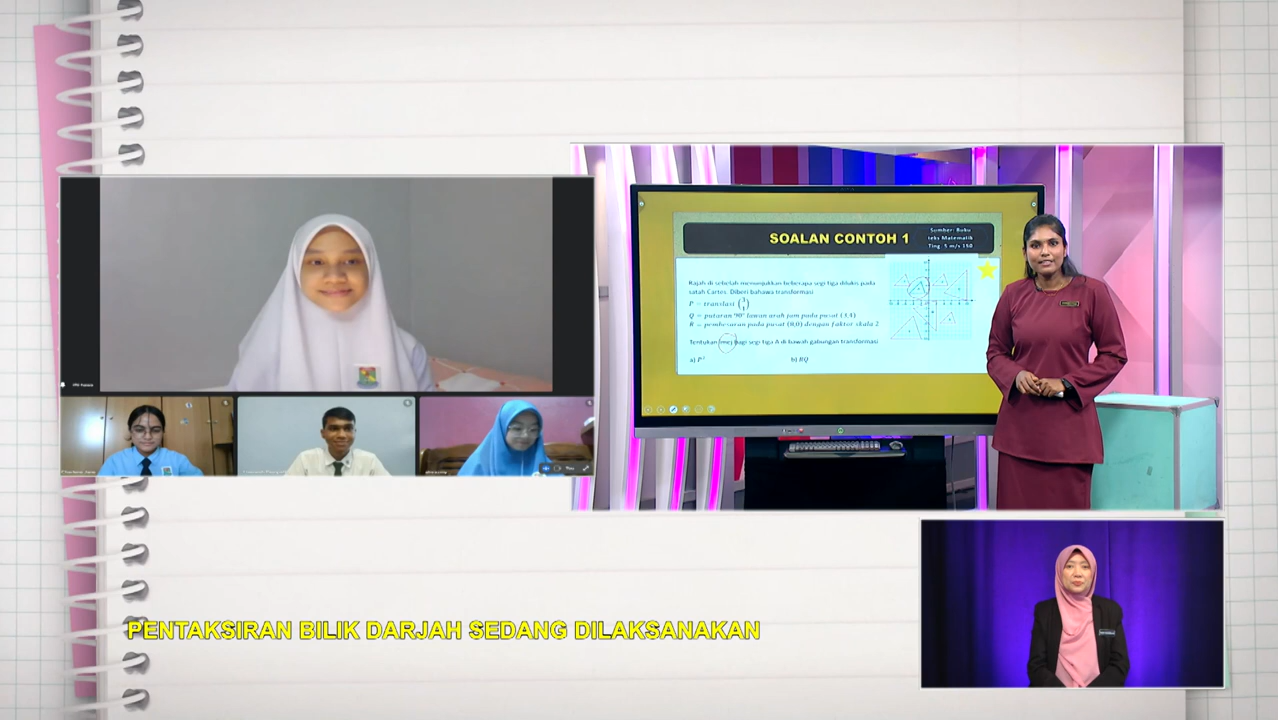 SOALAN CONTOH 1
Sumber: Buku
teks Matematik
Ting. 5 m/s 150
Rajah di sebelah menunjukkan beberapa segi tiga dilukis pada
satah Cartes. Diberi bahawa transformasi
P = translasi
Q = putaran 90° lawan arah jam pada pusat
R = pembesaran pada pusat (0,0) dengan faktor skala 2
Tentukan imej bagi segi tiga A di bawah gabungan transformasi
a) P²
b) RQ
PENTAKSIRAN BILIK DARJAH SEDANG DILAKSANAKAN